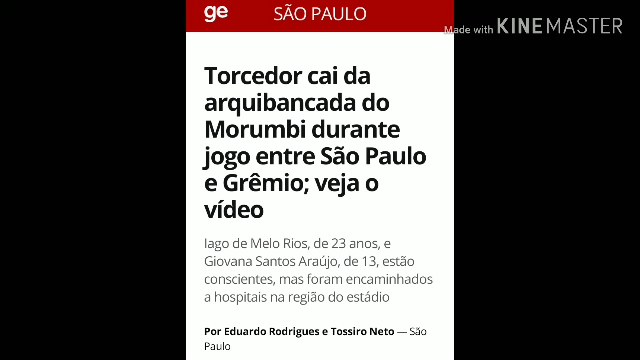 ge SÃO PAULO
Made with KINEMASTER
Torcedor cai da
arquibancada do
Morumbi durante
jogo entre São Paulo
e Grêmio; veja o
vídeo
Iago de Melo Rios, de 23 anos, e
Giovana Santos Araújo, de 13, estão
conscientes, mas foram encaminhados
a hospitais na região do estádio
Por Eduardo Rodrigues e Tossiro Neto — São
Paulo